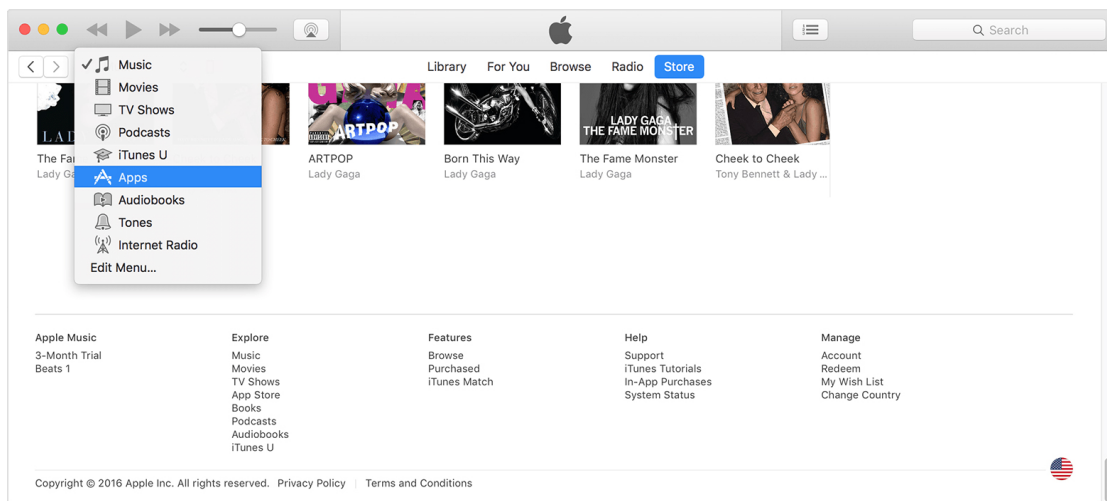 Search
Library For You Browse Radio Store
Music
Movies
TV Shows
Podcasts
iTunes U
Apps
Audiobooks
Tones
Internet Radio
Edit Menu...
ARTPOP
LADY GAGA
THE FAME MONSTER
The Fa
Lady Ga
ARTPOP
Lady Gaga
Born This Way
Lady Gaga
The Fame Monster
Lady Gaga
Cheek to Cheek
Tony Bennett & Lady ...
Apple Music
3-Month Trial
Beats 1
Explore
Music
Movies
TV Shows
App Store
Books
Podcasts
Audiobooks
iTunes U
Features
Browse
Purchased
iTunes Match
Help
Support
iTunes Tutorials
In-App Purchases
System Status
Manage
Account
Redeem
My Wish List
Change Country
Copyright © 2016 Apple Inc. All rights reserved. Privacy Policy Terms and Conditions